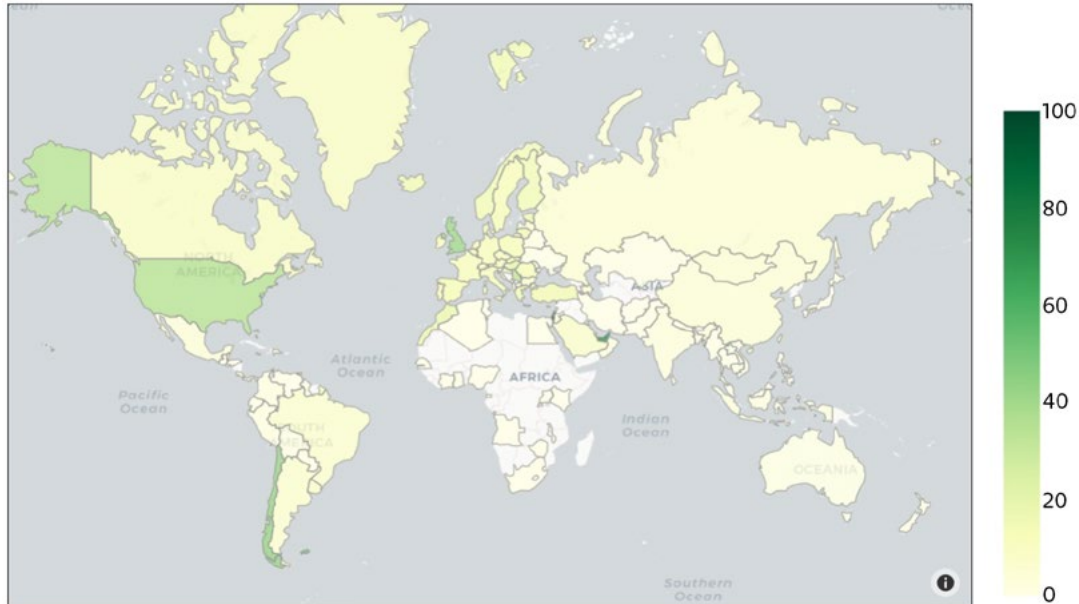 NORTH
AMERICA
ASIA
Atlantic
Ocean
AFRICA
Pacific
Ocean
Indian
Ocean
SOUTH
AMERICA
OCEANIA
Southern
Ocean
i
100
80
60
40
20
0